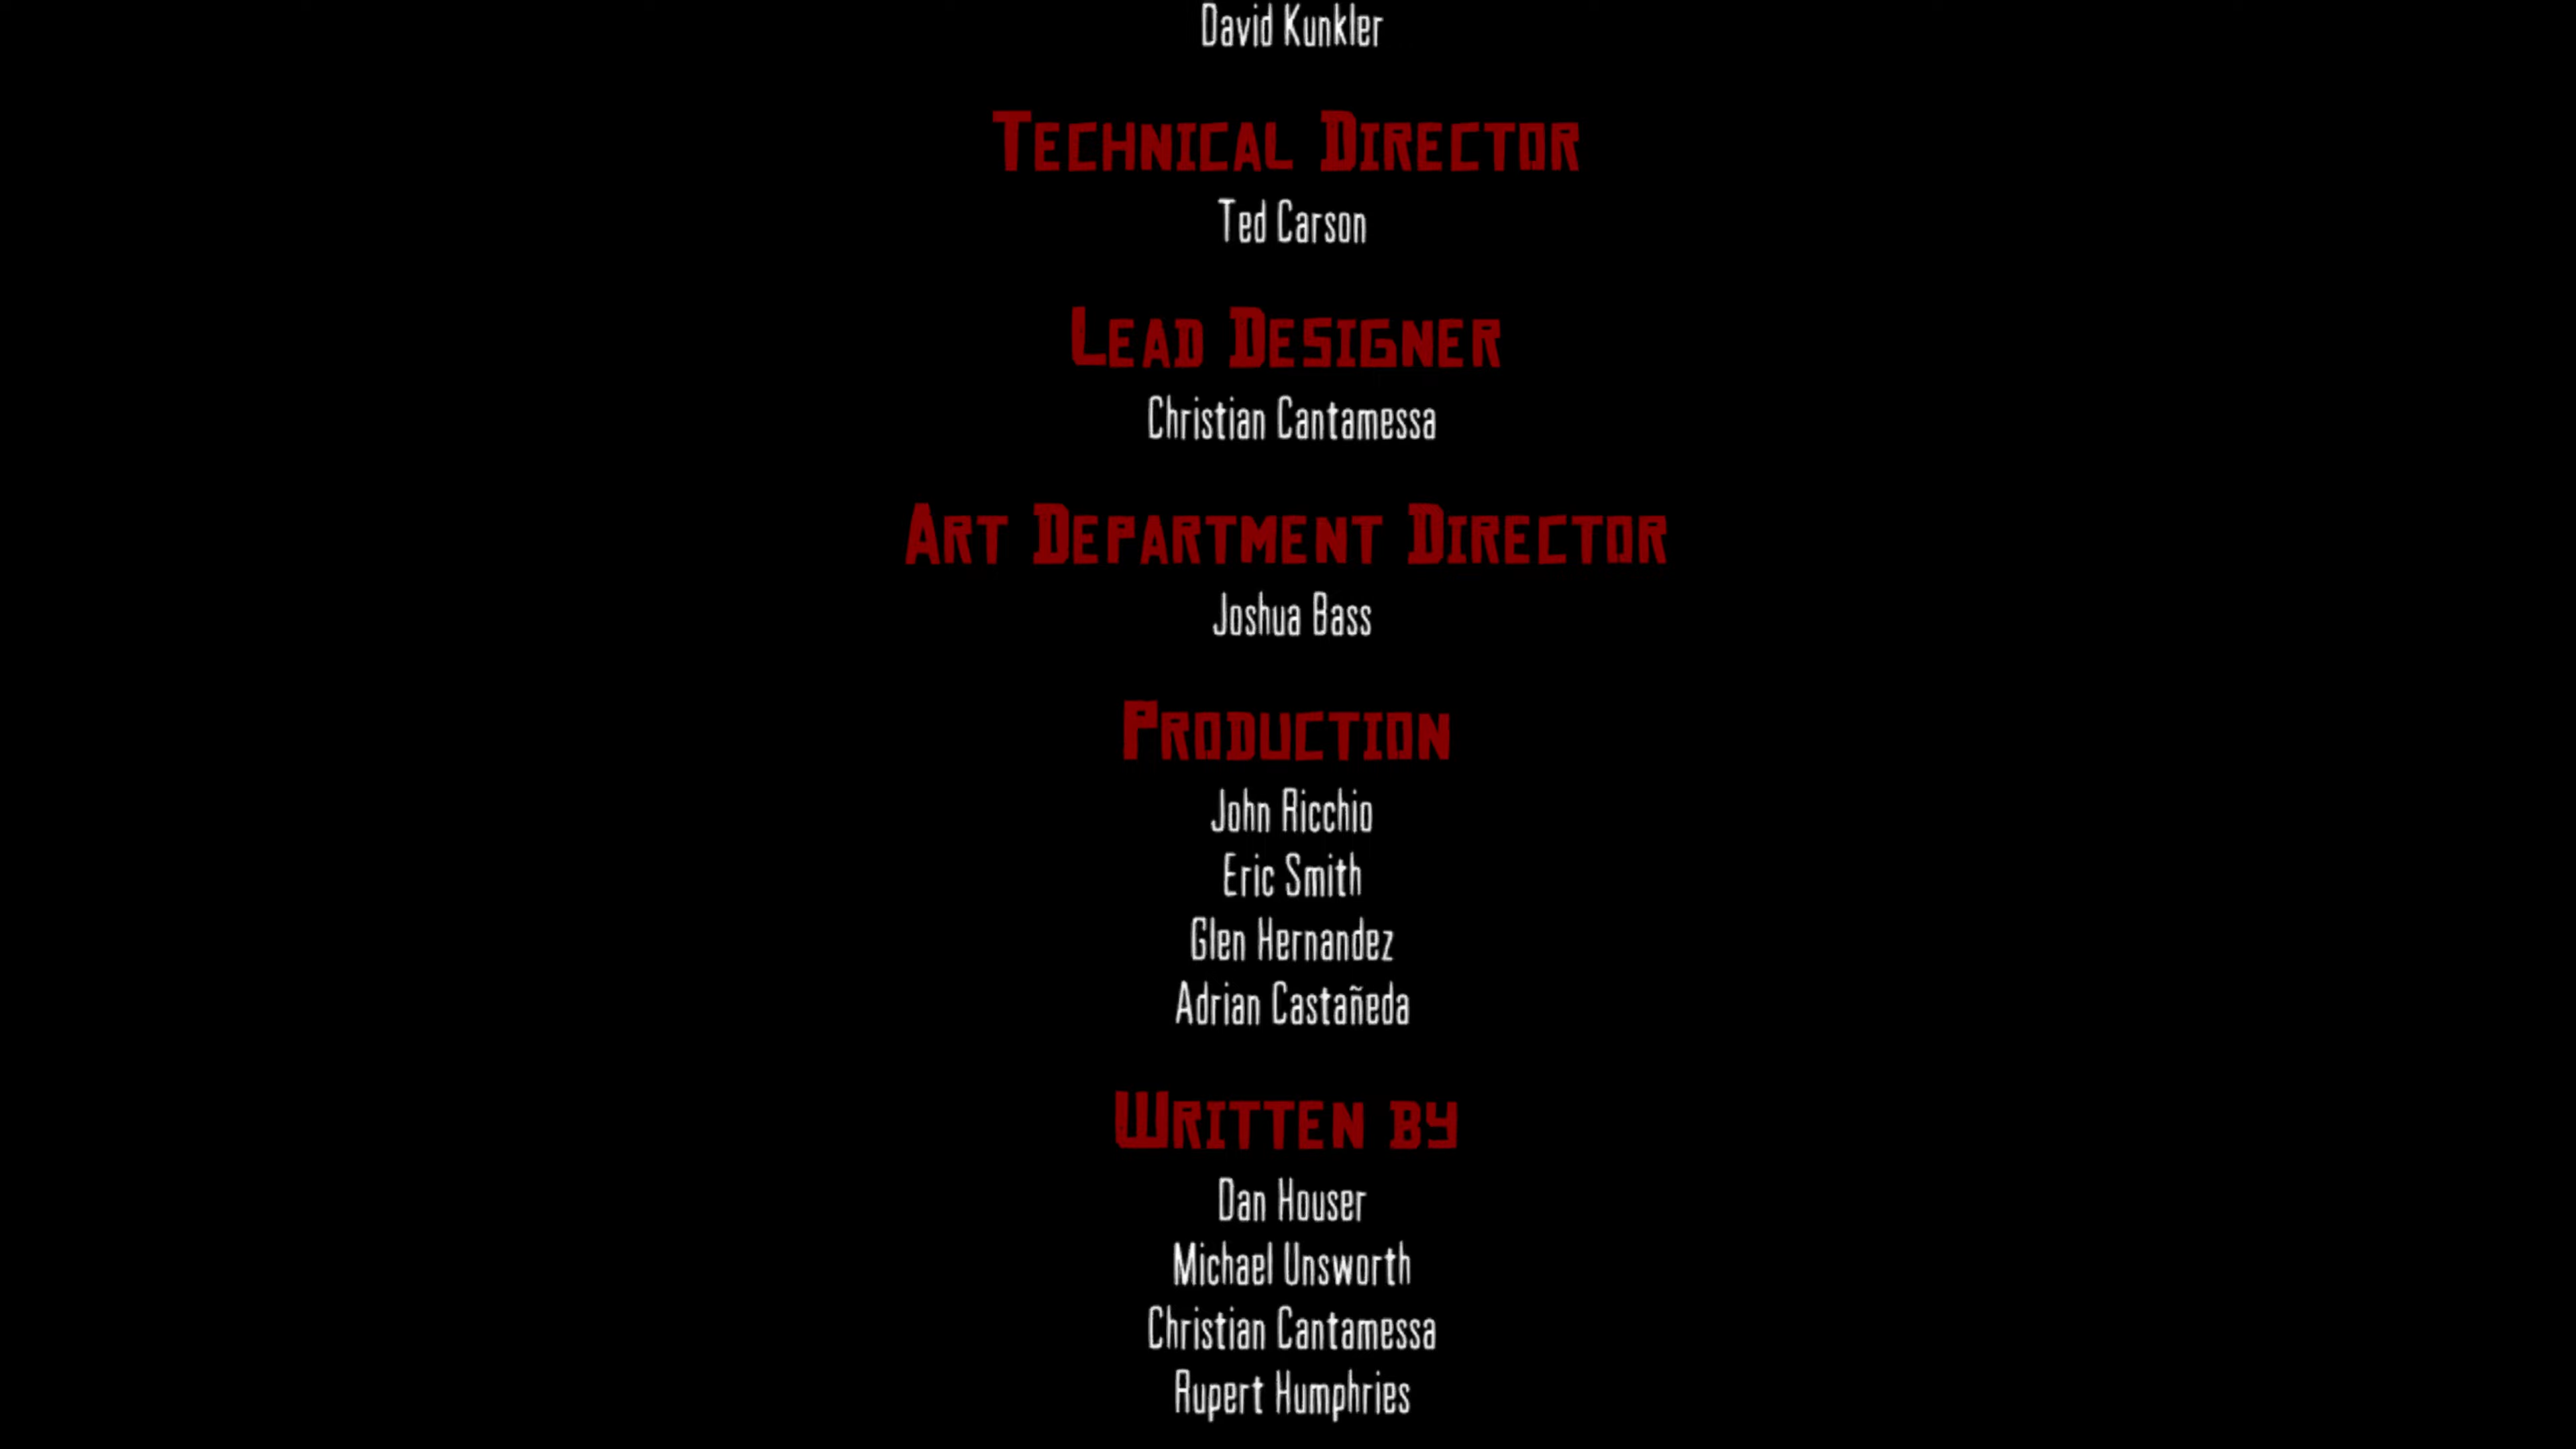 David Kunkler
Technical Director
Ted Carson
Lead Designer
Christian Cantamessa
Art Department Director
Joshua Bass
Production
John Ricchio
Eric Smith
Glen Hernandez
Adrian Castañeda
Written by
Dan Houser
Michael Unsworth
Christian Cantamessa
Rupert Humphries